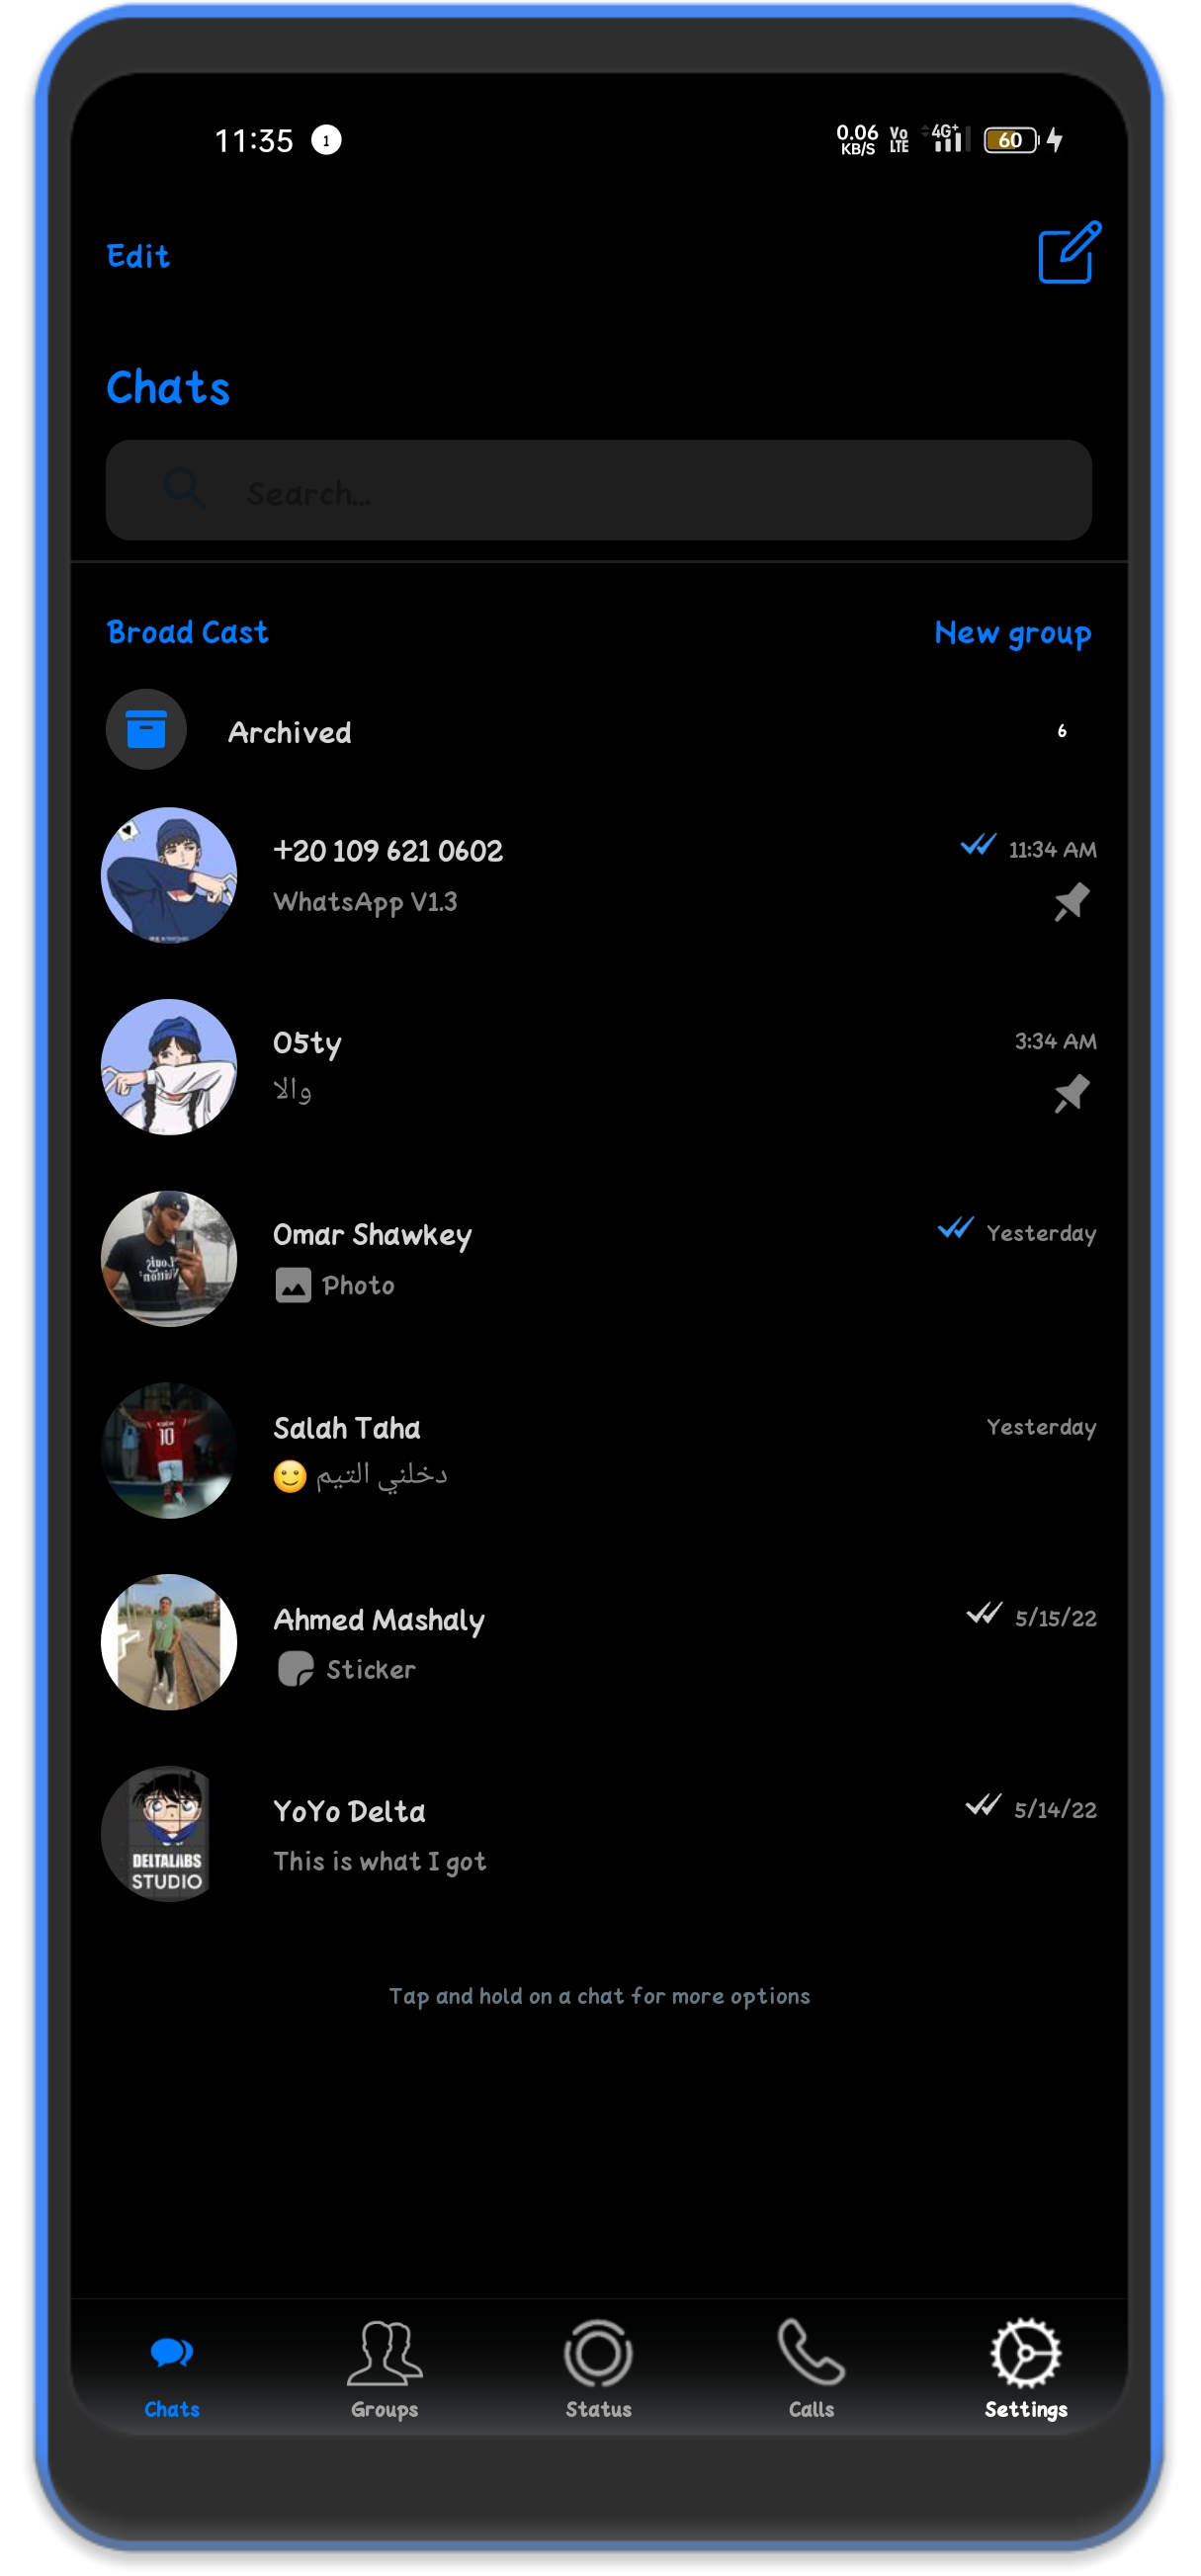 11:35 1 0.06 KB/S Vo LTE 4G+ 60
Edit
Chats
Search...
Broad Cast New group
Archived 6
+20 109 621 0602 11:34 AM
WhatsApp V1.3
O5ty 3:34 AM
والا
Omar Shawkey Yesterday
Photo
Salah Taha Yesterday
دخلني التيم 🙂
Ahmed Mashaly 5/15/22
Sticker
YoYo Delta 5/14/22
This is what I got
DELTALABS
STUDIO
Tap and hold on a chat for more options
Chats Groups Status Calls Settings